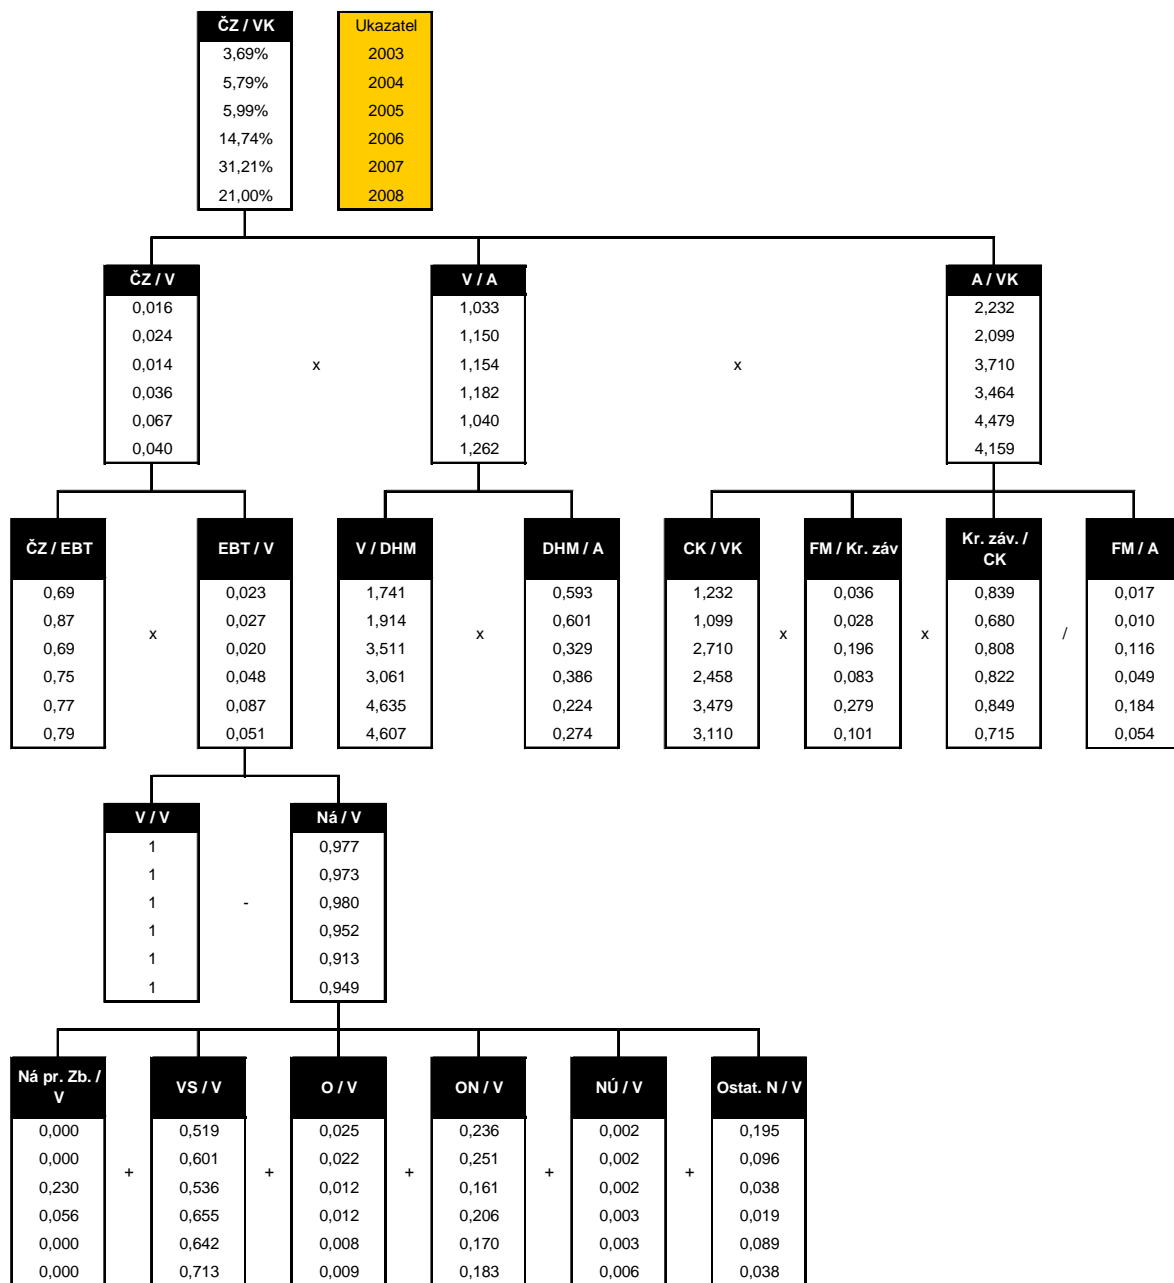 ČZ / VK Ukazatel
3,69% 2003
5,79% 2004
5,99% 2005
14,74% 2006
31,21% 2007
21,00% 2008
ČZ / V V / A A / VK
0,016 1,033 2,232
0,024 1,150 2,099
0,014 x 1,154 x 3,710
0,036 1,182 3,464
0,067 1,040 4,479
0,040 1,262 4,159
ČZ / EBT EBT / V V / DHM DHM / A CK / VK FM / Kr. záv Kr. záv. / CK FM / A
0,69 0,023 1,741 0,593 1,232 0,036 0,839 0,017
0,87 0,027 1,914 0,601 1,099 0,028 0,680 0,010
x x x x /
0,69 0,020 3,511 0,329 2,710 0,196 0,808 0,116
0,75 0,048 3,061 0,386 2,458 0,083 0,822 0,049
0,77 0,087 4,635 0,224 3,479 0,279 0,849 0,184
0,79 0,051 4,607 0,274 3,110 0,101 0,715 0,054
V / V Ná / V
1 0,977
1 0,973
1 - 0,980
1 0,952
1 0,913
1 0,949
Ná pr. Zb. / V VS / V O / V ON / V NÚ / V Ostat. N / V
0,000 0,519 0,025 0,236 0,002 0,195
0,000 0,601 0,022 0,251 0,002 0,096
+ + + + +
0,230 0,536 0,012 0,161 0,002 0,038
0,056 0,655 0,012 0,206 0,003 0,019
0,000 0,642 0,008 0,170 0,003 0,089
0,000 0,713 0,009 0,183 0,006 0,038